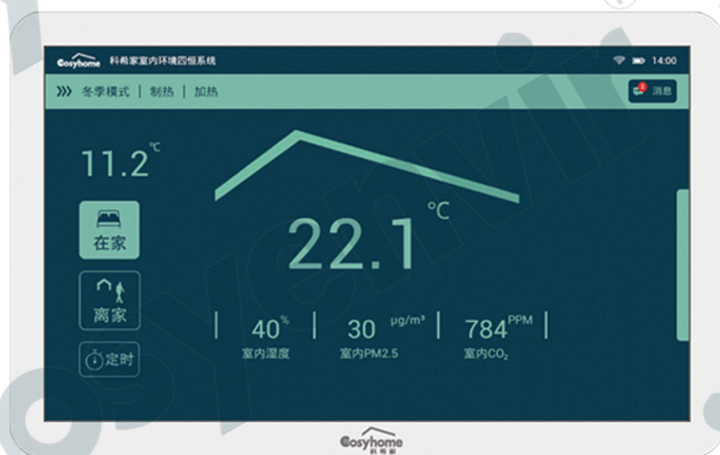 Cosyhome 科希家室内环境四恒系统 14:00
冬季模式 | 制热 | 加热 2 消息
11.2℃
22.1 ℃
在家
离家
定时
40% 30 μg/m³ 784 PPM
室内湿度 室内PM2.5 室内CO₂
Cosyhome
科希家
osyenvir